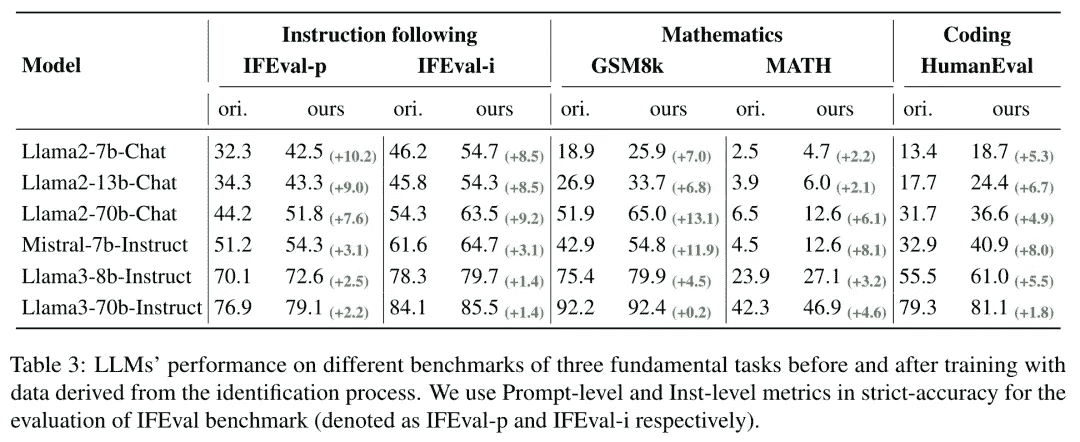 Model Instruction following Mathematics Coding
IFEval-p IFEval-i GSM8k MATH HumanEval
ori. ours ori. ours ori. ours ori. ours ori. ours
Llama2-7b-Chat 32.3 42.5 (+10.2) 46.2 54.7 (+8.5) 18.9 25.9 (+7.0) 2.5 4.7 (+2.2) 13.4 18.7 (+5.3)
Llama2-13b-Chat 34.3 43.3 (+9.0) 45.8 54.3 (+8.5) 26.9 33.7 (+6.8) 3.9 6.0 (+2.1) 17.7 24.4 (+6.7)
Llama2-70b-Chat 44.2 51.8 (+7.6) 54.3 63.5 (+9.2) 51.9 65.0 (+13.1) 6.5 12.6 (+6.1) 31.7 36.6 (+4.9)
Mistral-7b-Instruct 51.2 54.3 (+3.1) 61.6 64.7 (+3.1) 42.9 54.8 (+11.9) 4.5 12.6 (+8.1) 32.9 40.9 (+8.0)
Llama3-8b-Instruct 70.1 72.6 (+2.5) 78.3 79.7 (+1.4) 75.4 79.9 (+4.5) 23.9 27.1 (+3.2) 55.5 61.0 (+5.5)
Llama3-70b-Instruct 76.9 79.1 (+2.2) 84.1 85.5 (+1.4) 92.2 92.4 (+0.2) 42.3 46.9 (+4.6) 79.3 81.1 (+1.8)
Table 3: LLMs' performance on different benchmarks of three fundamental tasks before and after training with
data derived from the identification process. We use Prompt-level and Inst-level metrics in strict-accuracy for the
evaluation of IFEval benchmark (denoted as IFEval-p and IFEval-i respectively).